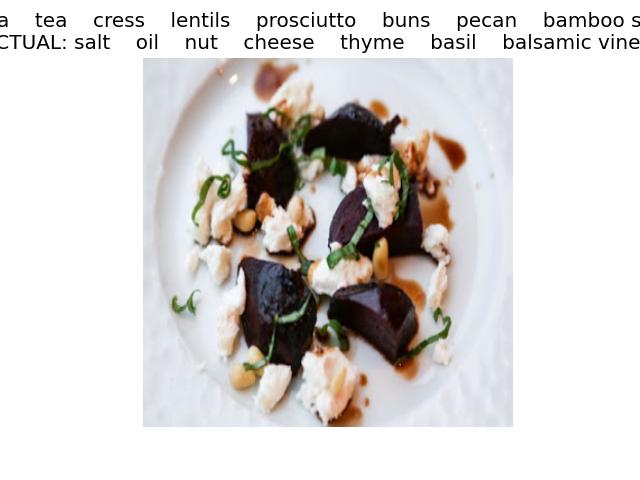 a tea cress lentils prosciutto buns pecan bamboo s
CTUAL: salt oil nut cheese thyme basil balsamic vine